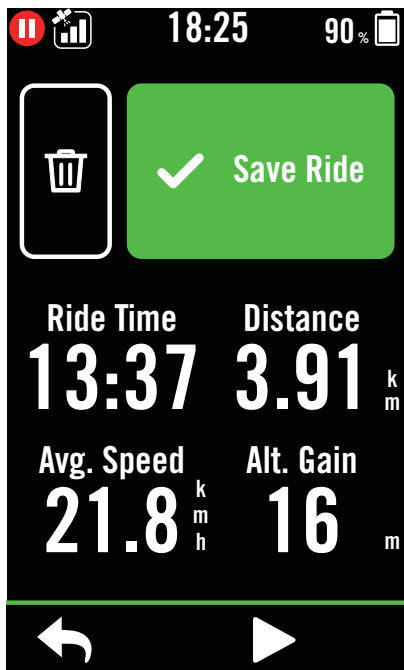 18:25 90 %
Save Ride
Ride Time Distance
13:37 3.91 km
Avg. Speed Alt. Gain
21.8 kmh 16 m